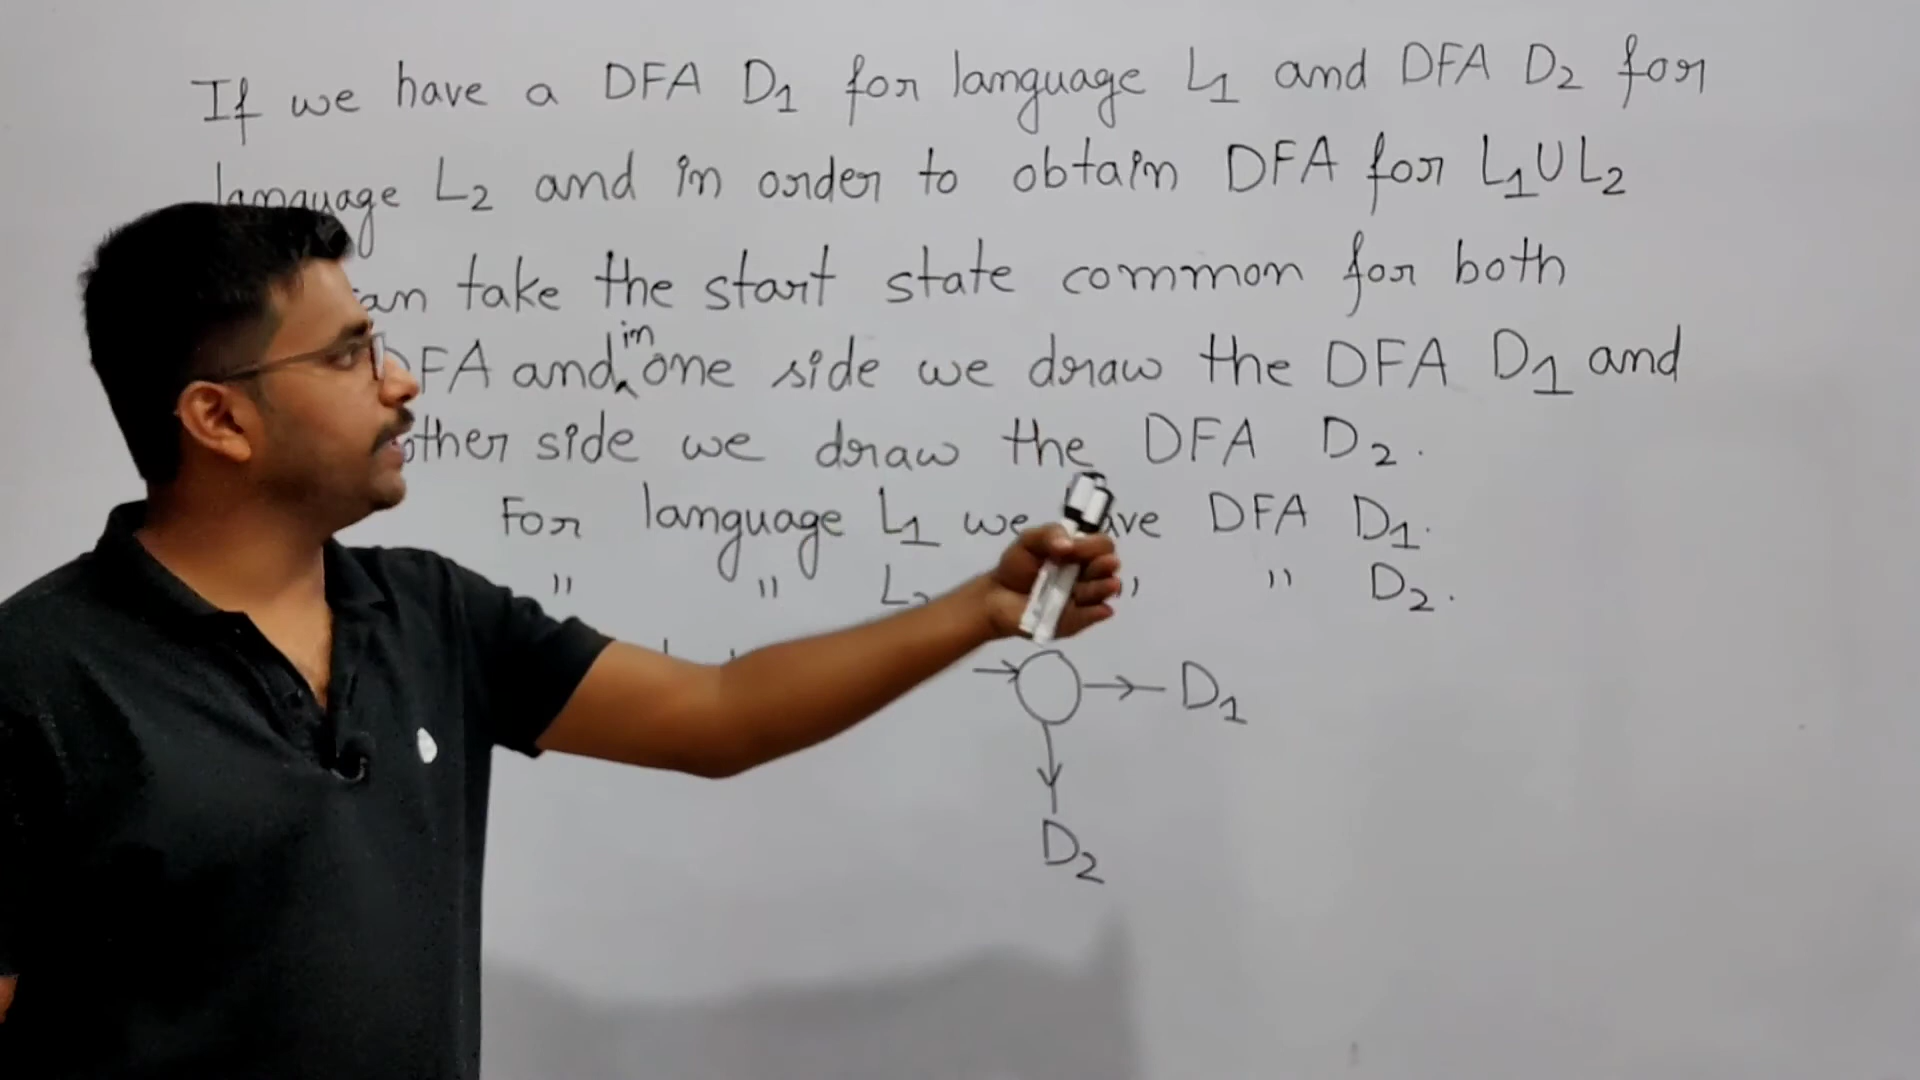 If we have a DFA D1 for language L1 and DFA D2 for
language L2 and in order to obtain DFA for L1UL2
take the start state common for both
DFA and in one side we draw the DFA D1 and
other side we draw the DFA D2.
For language L1 we DFA D1.
" " L2 " " D2.
D1
D2